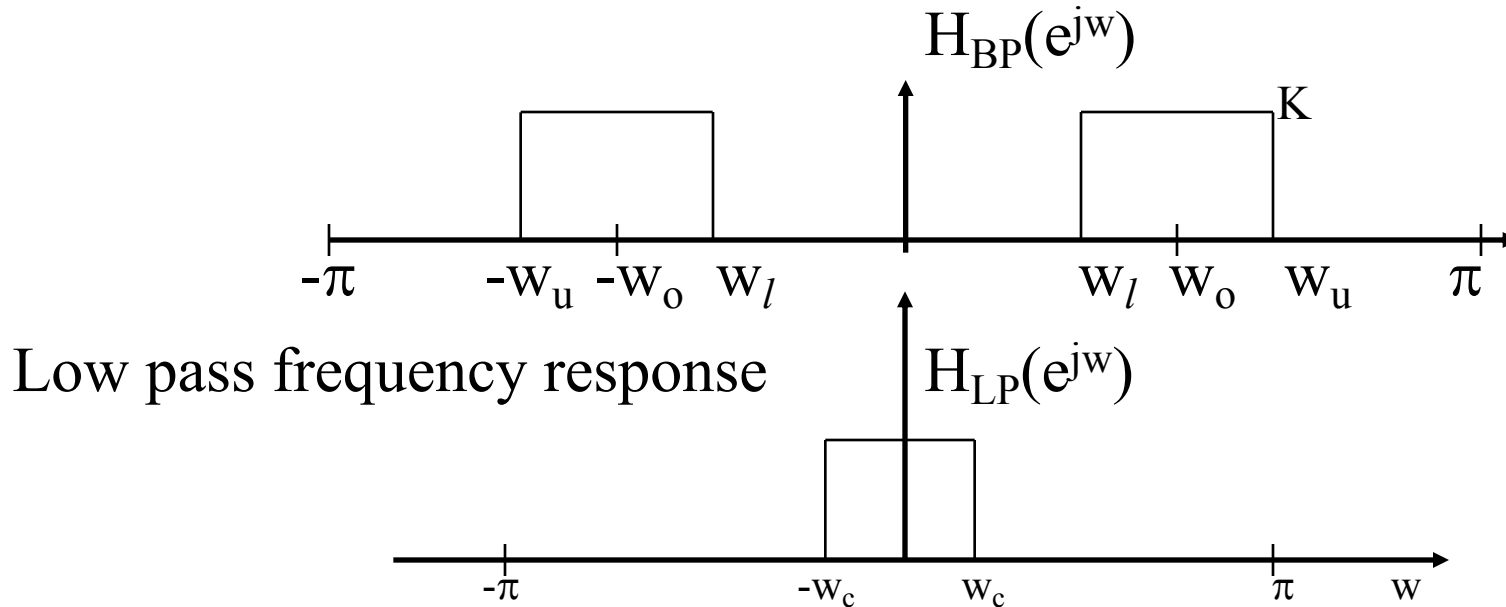 H_BP(e^jw)
K
-π -w_u -w_o w_l w_l w_o w_u π
Low pass frequency response H_LP(e^jw)
-π -w_c w_c π w